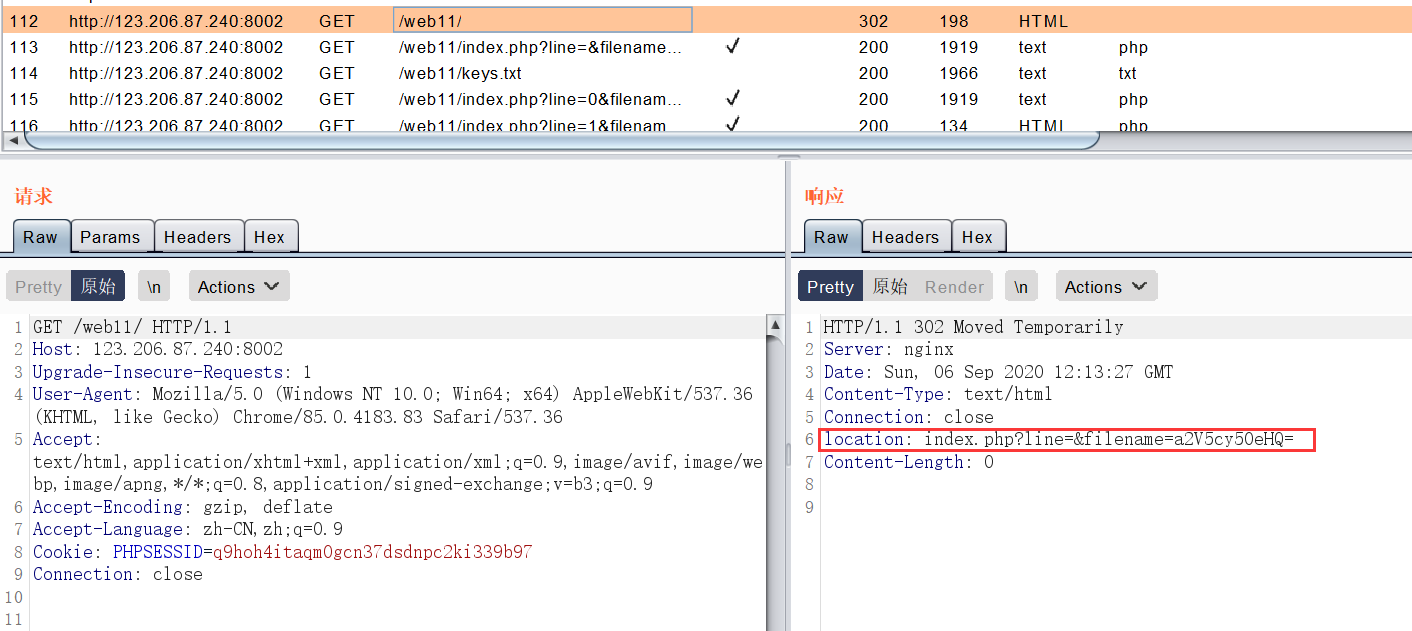 112 http://123.206.87.240:8002 GET /web11/ 302 198 HTML
113 http://123.206.87.240:8002 GET /web11/index.php?line=&filename... ✓ 200 1919 text php
114 http://123.206.87.240:8002 GET /web11/keys.txt 200 1966 text txt
115 http://123.206.87.240:8002 GET /web11/index.php?line=0&filenam... ✓ 200 1919 text php
116 http://123.206.87.240:8002 GET /web11/index.php?line=1&filenam ✓ 200 134 HTML php
请求
Raw Params Headers Hex
Pretty 原始 \n Actions
1 GET /web11/ HTTP/1.1
2 Host: 123.206.87.240:8002
3 Upgrade-Insecure-Requests: 1
4 User-Agent: Mozilla/5.0 (Windows NT 10.0; Win64; x64) AppleWebKit/537.36
(KHTML, like Gecko) Chrome/85.0.4183.83 Safari/537.36
5 Accept:
text/html,application/xhtml+xml,application/xml;q=0.9,image/avif,image/we
bp,image/apng,*/*;q=0.8,application/signed-exchange;v=b3;q=0.9
6 Accept-Encoding: gzip, deflate
7 Accept-Language: zh-CN,zh;q=0.9
8 Cookie: PHPSESSID=q9hoh4itaqm0gcn37dsdnpc2ki339b97
9 Connection: close
10
11
响应
Raw Headers Hex
Pretty 原始 Render \n Actions
1 HTTP/1.1 302 Moved Temporarily
2 Server: nginx
3 Date: Sun, 06 Sep 2020 12:13:27 GMT
4 Content-Type: text/html
5 Connection: close
6 location: index.php?line=&filename=a2V5cy50eHQ=
7 Content-Length: 0
8
9